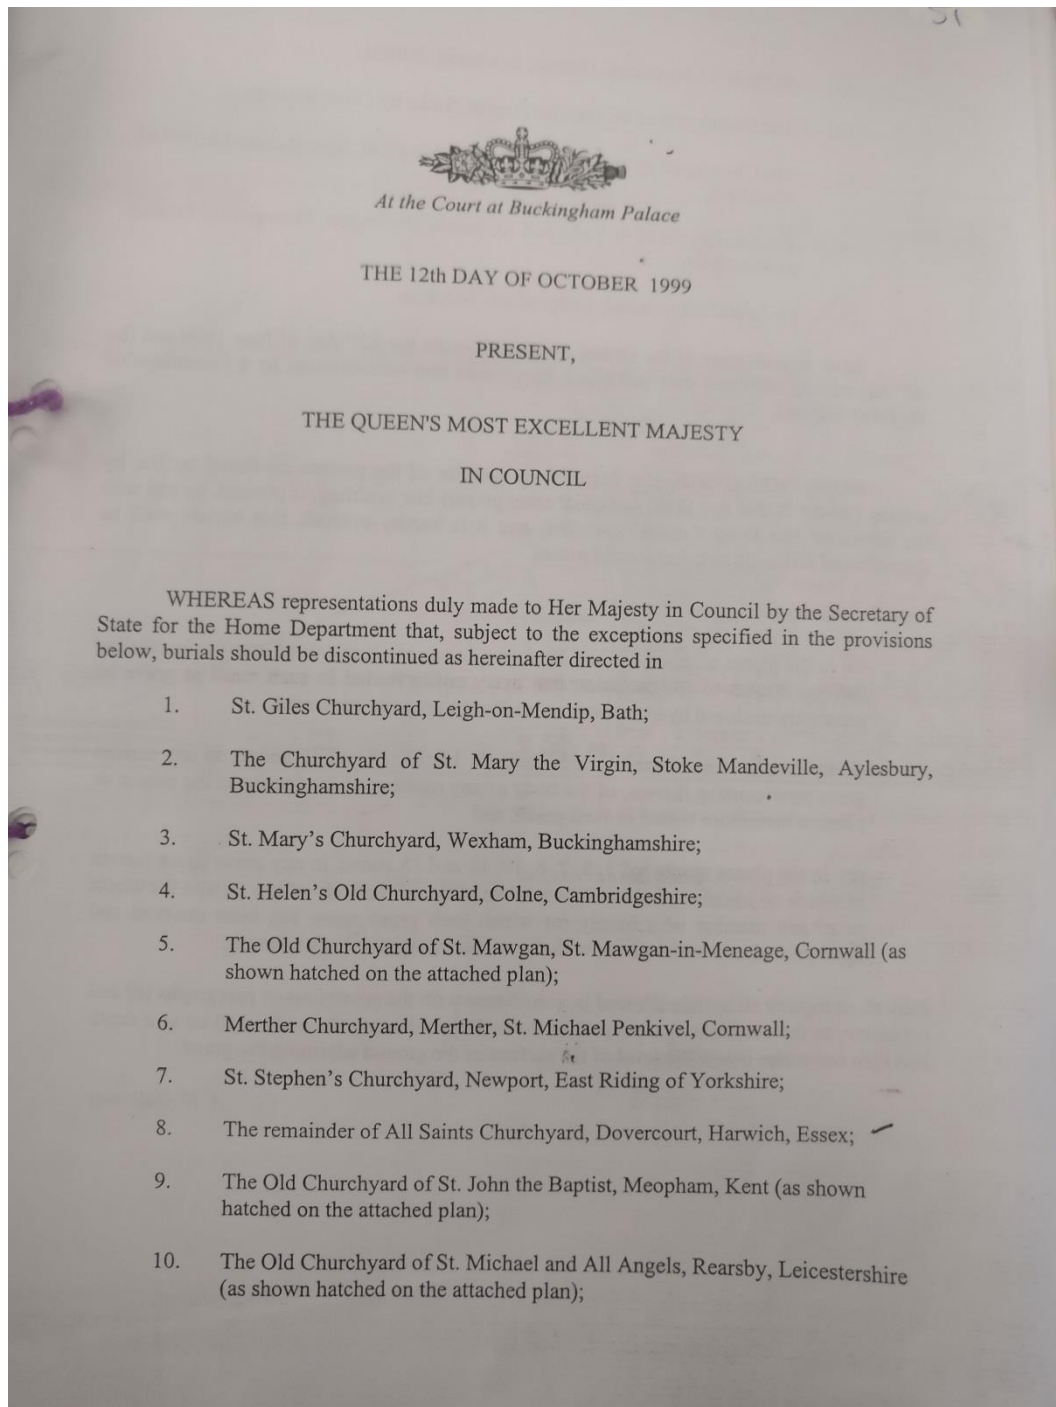 51
At the Court at Buckingham Palace
THE 12th DAY OF OCTOBER 1999
PRESENT,
THE QUEEN'S MOST EXCELLENT MAJESTY
IN COUNCIL
WHEREAS representations duly made to Her Majesty in Council by the Secretary of
State for the Home Department that, subject to the exceptions specified in the provisions
below, burials should be discontinued as hereinafter directed in
1. St. Giles Churchyard, Leigh-on-Mendip, Bath;
2. The Churchyard of St. Mary the Virgin, Stoke Mandeville, Aylesbury,
Buckinghamshire;
3. St. Mary's Churchyard, Wexham, Buckinghamshire;
4. St. Helen's Old Churchyard, Colne, Cambridgeshire;
5. The Old Churchyard of St. Mawgan, St. Mawgan-in-Meneage, Cornwall (as
shown hatched on the attached plan);
6. Merther Churchyard, Merther, St. Michael Penkivel, Cornwall;
7. St. Stephen's Churchyard, Newport, East Riding of Yorkshire;
8. The remainder of All Saints Churchyard, Dovercourt, Harwich, Essex;
9. The Old Churchyard of St. John the Baptist, Meopham, Kent (as shown
hatched on the attached plan);
10. The Old Churchyard of St. Michael and All Angels, Rearsby, Leicestershire
(as shown hatched on the attached plan);